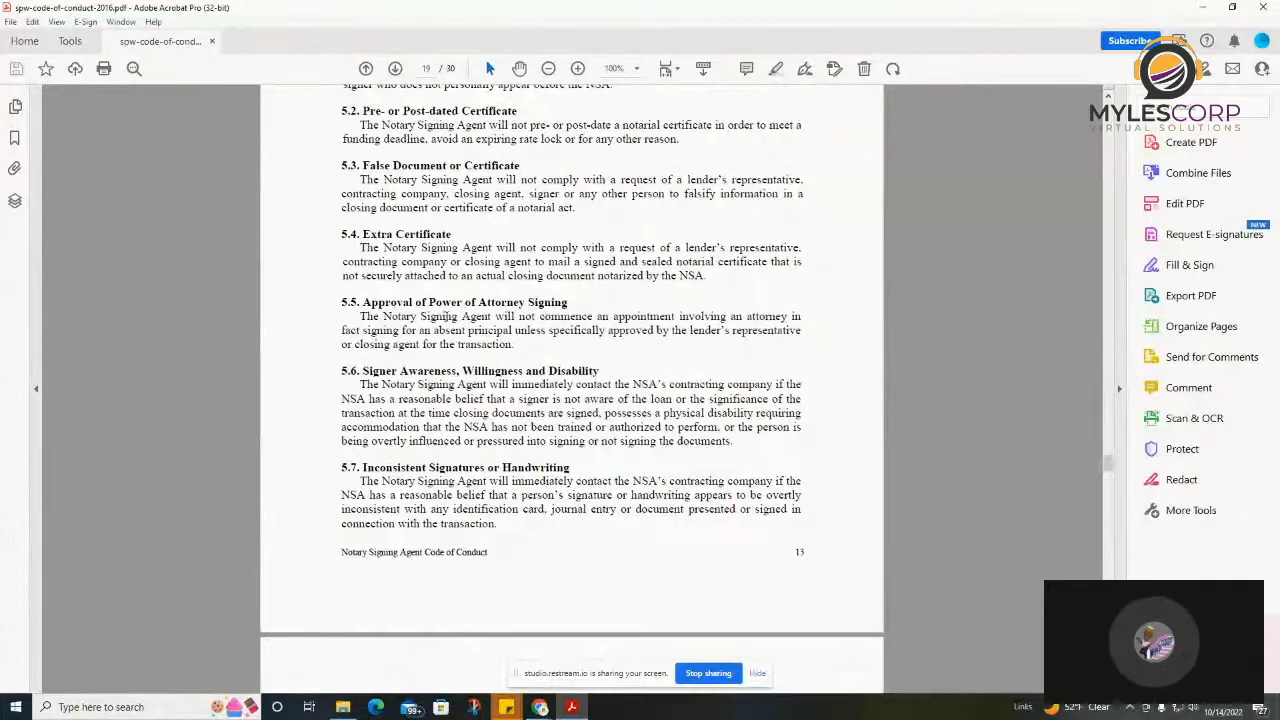 spw-code-of-conduct-2016.pdf - Adobe Acrobat Pro (32-bit)
File Edit View E-Sign Window Help
Home Tools spw-code-of-cond... ×
Subscribe
19 / 30 100%
MYLESCORP
VIRTUAL SOLUTIONS
signer who does not personally appear before the NSA.
5.2. Pre- or Post-dated Certificate
The Notary Signing Agent will not pre- or post-date a notarial certificate in order to meet a
funding deadline, avoid an expiring rate lock or for any other reason.
5.3. False Document or Certificate
The Notary Signing Agent will not comply with a request of a lender's representative,
contracting company, closing agent, signer or any other person to falsify information in a
closing document or certificate of a notarial act.
5.4. Extra Certificate
The Notary Signing Agent will not comply with a request of a lender's representative,
contracting company or closing agent to mail a signed and sealed notarial certificate that is
not securely attached to an actual closing document notarized by the NSA.
5.5. Approval of Power of Attorney Signing
The Notary Signing Agent will not commence an appointment involving an attorney in
fact signing for an absent principal unless specifically approved by the lender's representative
or closing agent for the transaction.
5.6. Signer Awareness, Willingness and Disability
The Notary Signing Agent will immediately contact the NSA's contracting company if the
NSA has a reasonable belief that a signer is not aware of the loan or the significance of the
transaction at the time closing documents are signed, possesses a physical disability requiring
accommodation that the NSA has not been trained or authorized to perform, or the person is
being overtly influenced or pressured into signing or not signing the documents.
5.7. Inconsistent Signatures or Handwriting
The Notary Signing Agent will immediately contact the NSA's contracting company if the
NSA has a reasonable belief that a person's signature or handwriting appears to be overtly
inconsistent with any identification card, journal entry or document presented or signed in
connection with the transaction.
Notary Signing Agent Code of Conduct 13
Create PDF
Combine Files
Edit PDF
NEW
Request E-signatures
Fill & Sign
Export PDF
Organize Pages
Send for Comments
Comment
Scan & OCR
Protect
Redact
More Tools
studio.restream.io is sharing your screen. Stop sharing Hide
Type here to search 99+ Links 52° Clear
10/14/2022 27